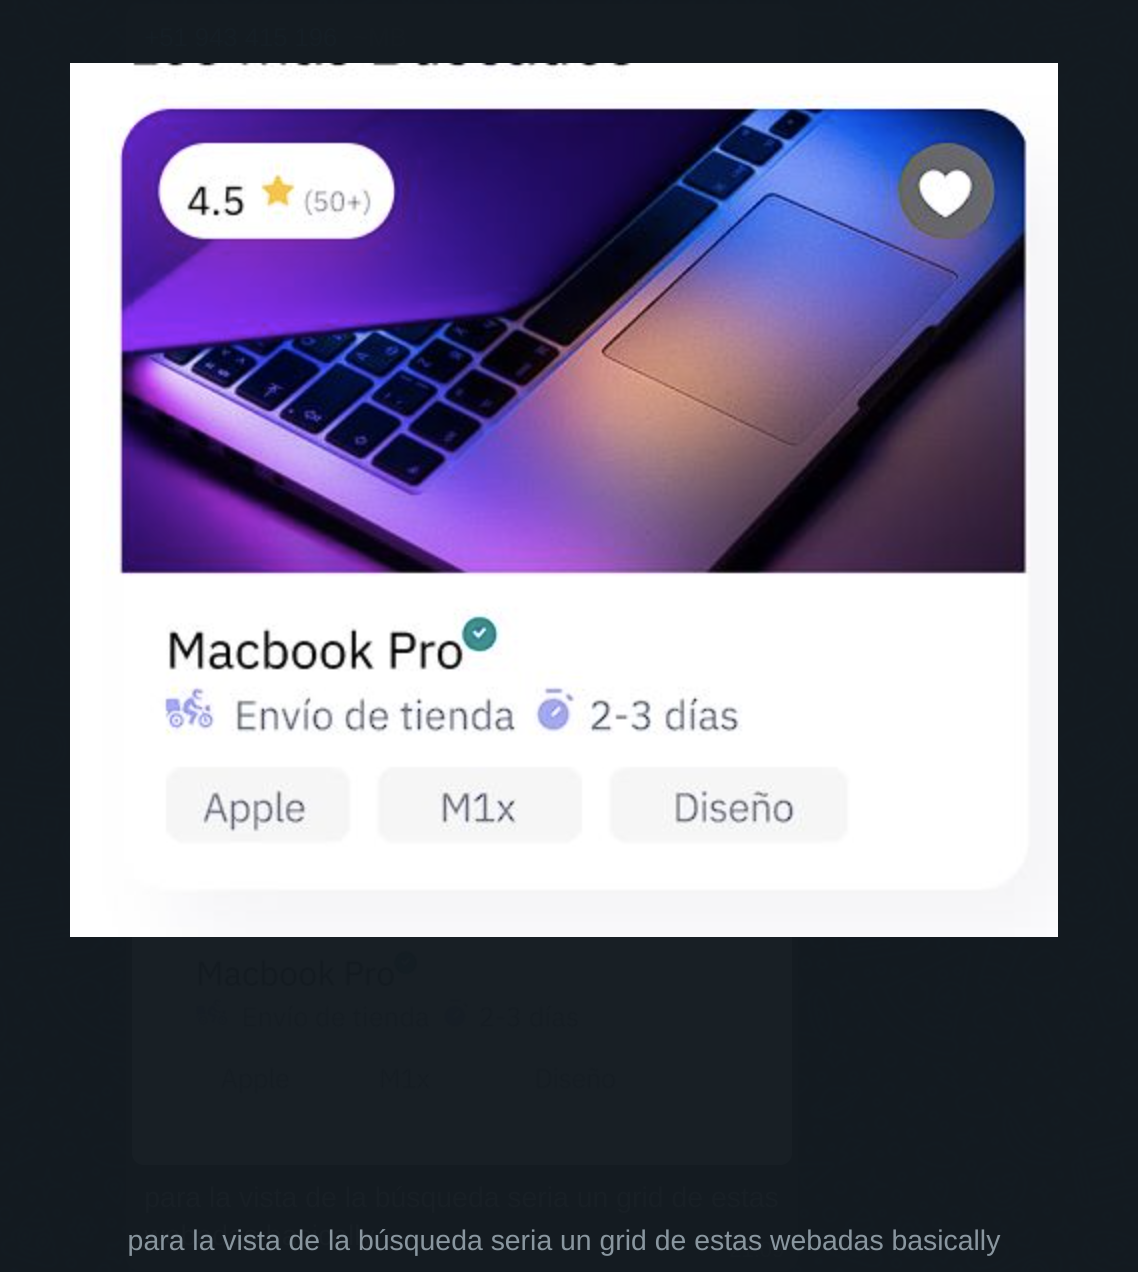 4.5 (50+)
Macbook Pro
Envío de tienda 2-3 días
Apple M1x Diseño
Macbook Pro
Envío de tienda 2-3 días
Apple M1x Diseño
para la vista de la búsqueda seria un grid de estas
para la vista de la búsqueda seria un grid de estas webadas basically